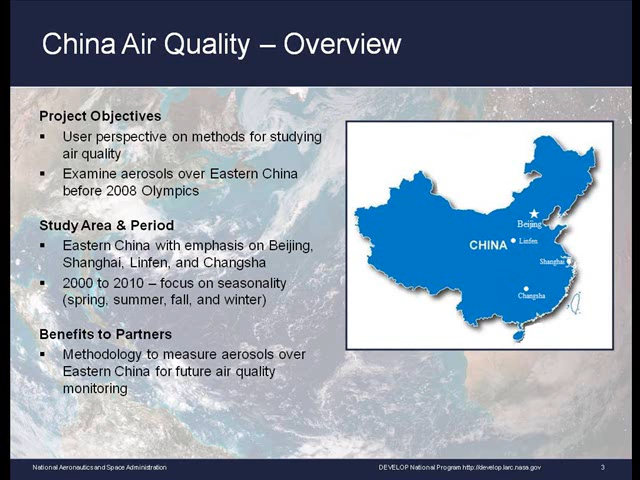 China Air Quality – Overview
Project Objectives
▪ User perspective on methods for studying
air quality
▪ Examine aerosols over Eastern China
before 2008 Olympics
Study Area & Period
▪ Eastern China with emphasis on Beijing,
Shanghai, Linfen, and Changsha
▪ 2000 to 2010 – focus on seasonality
(spring, summer, fall, and winter)
Benefits to Partners
▪ Methodology to measure aerosols over
Eastern China for future air quality
monitoring
Beijing
CHINA
Linfen
Shanghai
Changsha
National Aeronautics and Space Administration
DEVELOP National Program http://develop.larc.nasa.gov
3